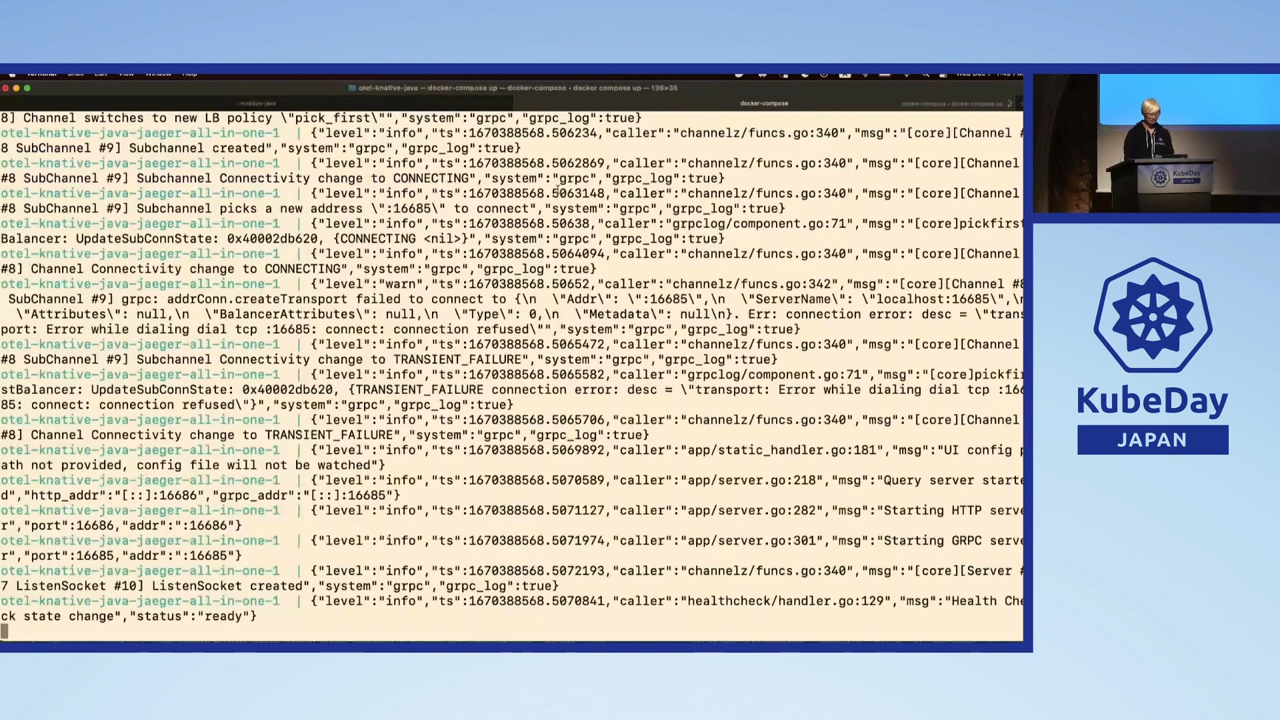 otel-knative-java — docker-compose up — docker-compose • docker compose up — 136×35
docker-compose
8] Channel switches to new LB policy \"pick_first\"","system":"grpc","grpc_log":true}
otel-knative-java-jaeger-all-in-one-1  | {"level":"info","ts":1670388568.506234,"caller":"channelz/funcs.go:340","msg":"[core][Channel #
8 SubChannel #9] Subchannel created","system":"grpc","grpc_log":true}
otel-knative-java-jaeger-all-in-one-1  | {"level":"info","ts":1670388568.5062869,"caller":"channelz/funcs.go:340","msg":"[core][Channel
#8 SubChannel #9] Subchannel Connectivity change to CONNECTING","system":"grpc","grpc_log":true}
otel-knative-java-jaeger-all-in-one-1  | {"level":"info","ts":1670388568.5063148,"caller":"channelz/funcs.go:340","msg":"[core][Channel
#8 SubChannel #9] Subchannel picks a new address \":16685\" to connect","system":"grpc","grpc_log":true}
otel-knative-java-jaeger-all-in-one-1  | {"level":"info","ts":1670388568.50638,"caller":"grpclog/component.go:71","msg":"[core]pickfirst
Balancer: UpdateSubConnState: 0x40002db620, {CONNECTING <nil>}","system":"grpc","grpc_log":true}
otel-knative-java-jaeger-all-in-one-1  | {"level":"info","ts":1670388568.5064094,"caller":"channelz/funcs.go:340","msg":"[core][Channel
#8] Channel Connectivity change to CONNECTING","system":"grpc","grpc_log":true}
otel-knative-java-jaeger-all-in-one-1  | {"level":"warn","ts":1670388568.50652,"caller":"channelz/funcs.go:342","msg":"[core][Channel #8
SubChannel #9] grpc: addrConn.createTransport failed to connect to {\n  \"Addr\": \":16685\",\n  \"ServerName\": \"localhost:16685\",\n
\"Attributes\": null,\n  \"BalancerAttributes\": null,\n  \"Type\": 0,\n  \"Metadata\": null\n}. Err: connection error: desc = \"trans
port: Error while dialing dial tcp :16685: connect: connection refused\"","system":"grpc","grpc_log":true}
otel-knative-java-jaeger-all-in-one-1  | {"level":"info","ts":1670388568.5065472,"caller":"channelz/funcs.go:340","msg":"[core][Channel
#8 SubChannel #9] Subchannel Connectivity change to TRANSIENT_FAILURE","system":"grpc","grpc_log":true}
otel-knative-java-jaeger-all-in-one-1  | {"level":"info","ts":1670388568.5065582,"caller":"grpclog/component.go:71","msg":"[core]pickfir
stBalancer: UpdateSubConnState: 0x40002db620, {TRANSIENT_FAILURE connection error: desc = \"transport: Error while dialing dial tcp :166
85: connect: connection refused\"}","system":"grpc","grpc_log":true}
otel-knative-java-jaeger-all-in-one-1  | {"level":"info","ts":1670388568.5065706,"caller":"channelz/funcs.go:340","msg":"[core][Channel
#8] Channel Connectivity change to TRANSIENT_FAILURE","system":"grpc","grpc_log":true}
otel-knative-java-jaeger-all-in-one-1  | {"level":"info","ts":1670388568.5069892,"caller":"app/static_handler.go:181","msg":"UI config p
ath not provided, config file will not be watched"}
otel-knative-java-jaeger-all-in-one-1  | {"level":"info","ts":1670388568.5070589,"caller":"app/server.go:218","msg":"Query server starte
d","http_addr":"[::]:16686","grpc_addr":"[::]:16685"}
otel-knative-java-jaeger-all-in-one-1  | {"level":"info","ts":1670388568.5071127,"caller":"app/server.go:282","msg":"Starting HTTP serve
r","port":16686,"addr":":16686"}
otel-knative-java-jaeger-all-in-one-1  | {"level":"info","ts":1670388568.5071974,"caller":"app/server.go:301","msg":"Starting GRPC serve
r","port":16685,"addr":":16685"}
otel-knative-java-jaeger-all-in-one-1  | {"level":"info","ts":1670388568.5072193,"caller":"channelz/funcs.go:340","msg":"[core][Server #
7 ListenSocket #10] ListenSocket created","system":"grpc","grpc_log":true}
otel-knative-java-jaeger-all-in-one-1  | {"level":"info","ts":1670388568.5070841,"caller":"healthcheck/handler.go:129","msg":"Health Che
ck state change","status":"ready"}
KubeDay
JAPAN
KubeDay
JAPAN